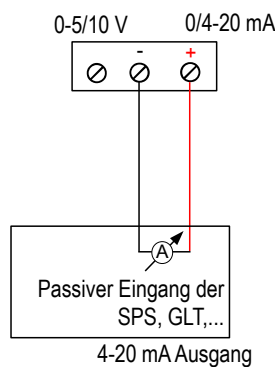 0-5/10 V 0/4-20 mA
- +
A
Passiver Eingang der
SPS, GLT,...
4-20 mA Ausgang